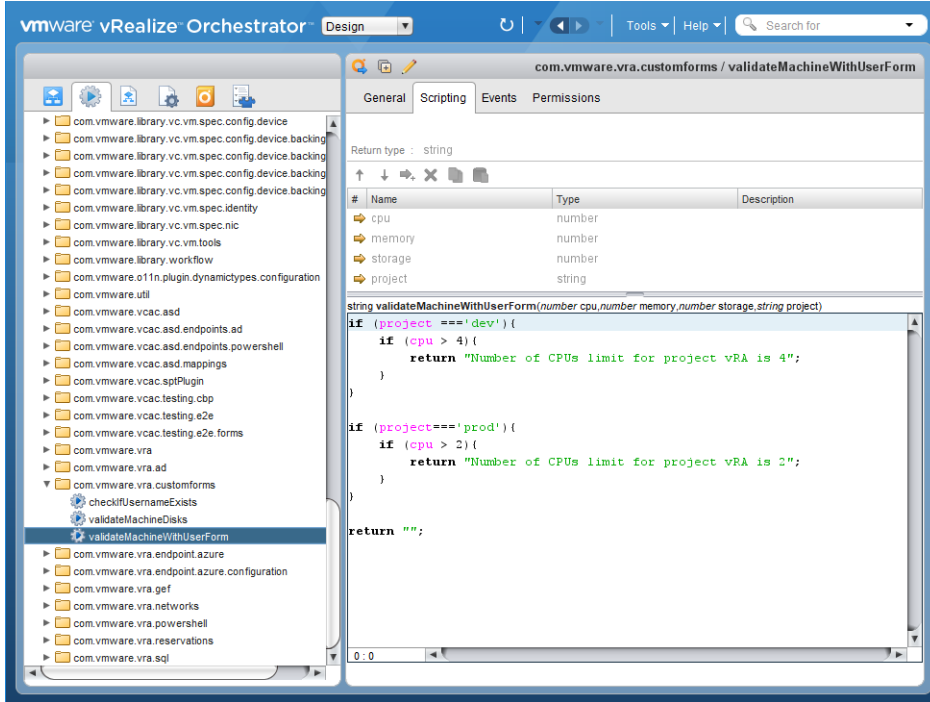 vmware vRealize™ Orchestrator™ Design Tools Help Search for
com.vmware.library.vc.vm.spec.config.device
com.vmware.library.vc.vm.spec.config.device.backing
com.vmware.library.vc.vm.spec.config.device.backing
com.vmware.library.vc.vm.spec.config.device.backing
com.vmware.library.vc.vm.spec.config.device.backing
com.vmware.library.vc.vm.spec.identity
com.vmware.library.vc.vm.spec.nic
com.vmware.library.vc.vm.tools
com.vmware.library.workflow
com.vmware.o11n.plugin.dynamictypes.configuration
com.vmware.util
com.vmware.vcac.asd
com.vmware.vcac.asd.endpoints.ad
com.vmware.vcac.asd.endpoints.powershell
com.vmware.vcac.asd.mappings
com.vmware.vcac.sptPlugin
com.vmware.vcac.testing.cbp
com.vmware.vcac.testing.e2e
com.vmware.vcac.testing.e2e.forms
com.vmware.vra
com.vmware.vra.ad
com.vmware.vra.customforms
checkIfUsernameExists
validateMachineDisks
validateMachineWithUserForm
com.vmware.vra.endpoint.azure
com.vmware.vra.endpoint.azure.configuration
com.vmware.vra.gef
com.vmware.vra.networks
com.vmware.vra.powershell
com.vmware.vra.reservations
com.vmware.vra.sql
com.vmware.vra.customforms / validateMachineWithUserForm
General Scripting Events Permissions
Return type : string
# Name Type Description
cpu number
memory number
storage number
project string
string validateMachineWithUserForm(number cpu,number memory,number storage,string project)
if (project ==='dev'){
if (cpu > 4){
return "Number of CPUs limit for project vRA is 4";
}
}
if (project==='prod'){
if (cpu > 2){
return "Number of CPUs limit for project vRA is 2";
}
}
return "";
0 : 0